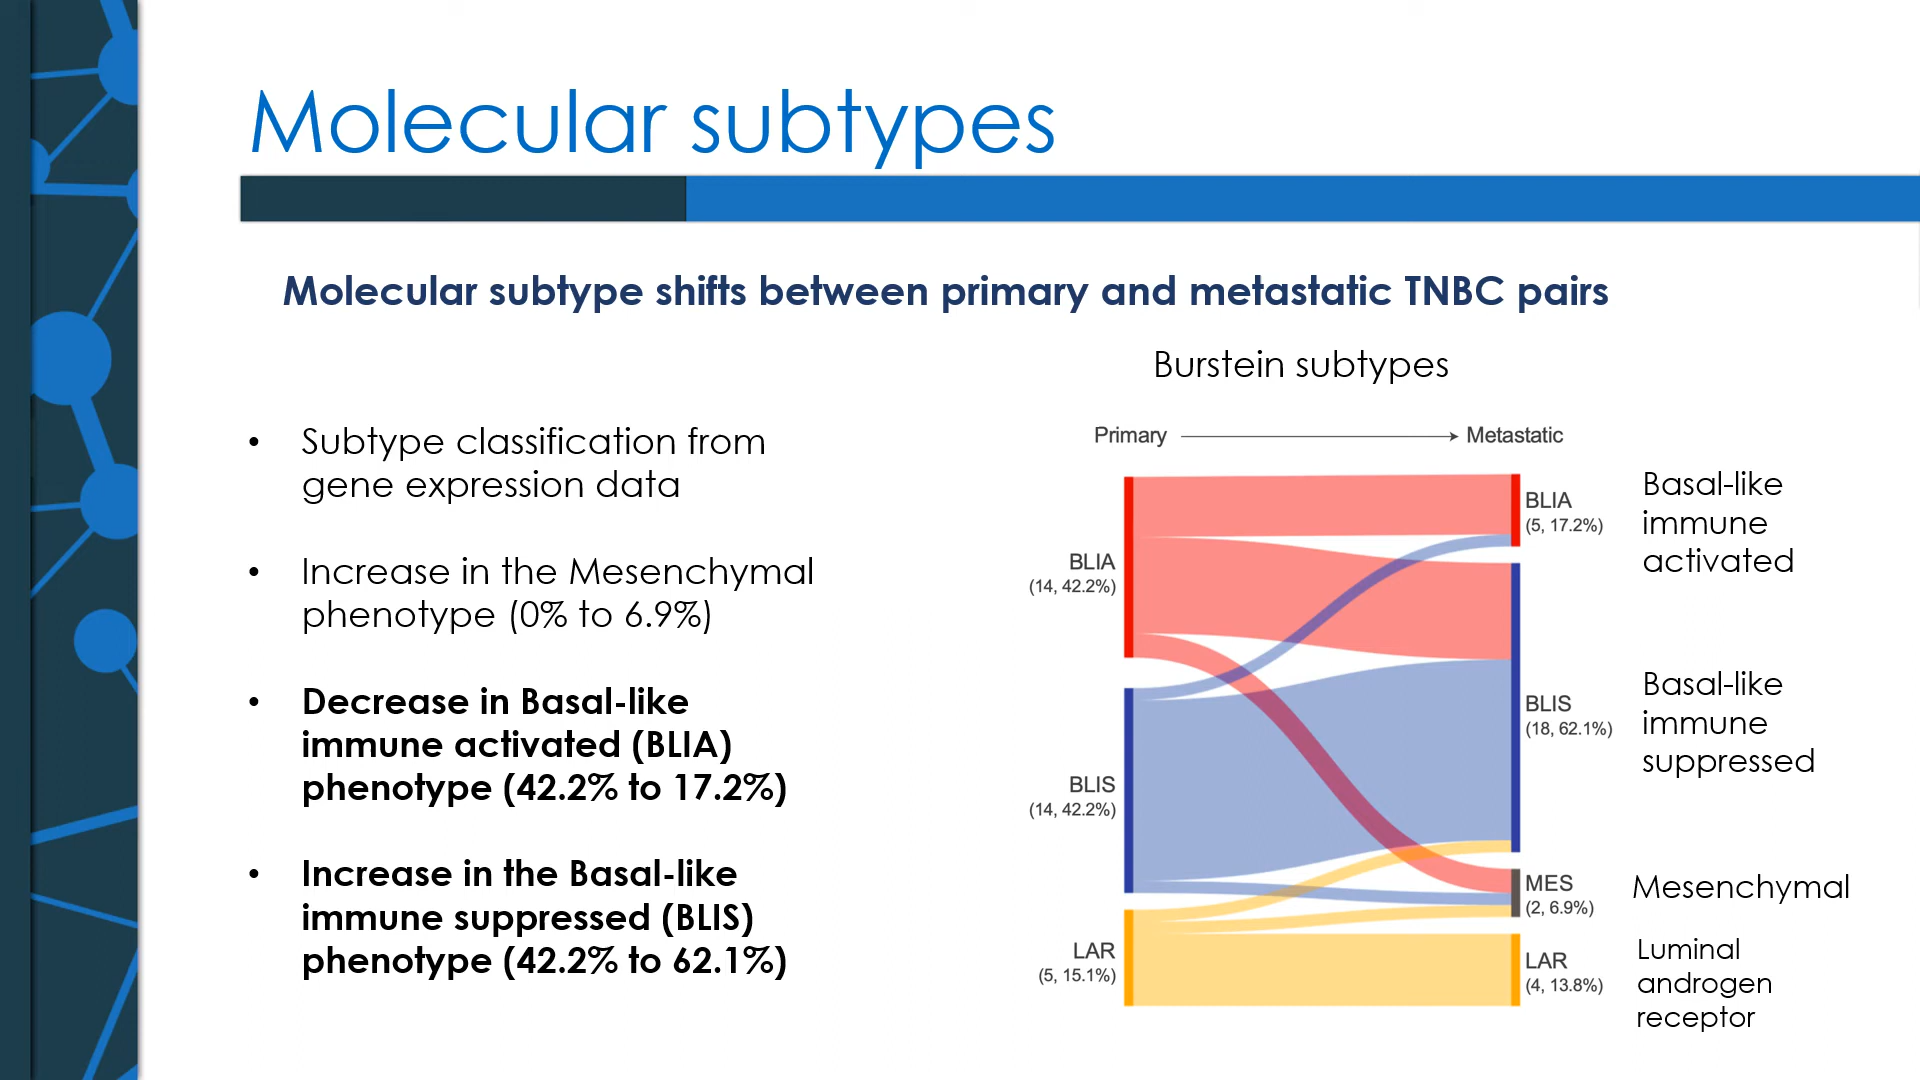 Molecular subtypes
Molecular subtype shifts between primary and metastatic TNBC pairs
• Subtype classification from
gene expression data
• Increase in the Mesenchymal
phenotype (0% to 6.9%)
• Decrease in Basal-like
immune activated (BLIA)
phenotype (42.2% to 17.2%)
• Increase in the Basal-like
immune suppressed (BLIS)
phenotype (42.2% to 62.1%)
Burstein subtypes
Primary
Metastatic
BLIA
(14, 42.2%)
BLIS
(14, 42.2%)
LAR
(5, 15.1%)
BLIA
(5, 17.2%)
BLIS
(18, 62.1%)
MES
(2, 6.9%)
LAR
(4, 13.8%)
Basal-like
immune
activated
Basal-like
immune
suppressed
Mesenchymal
Luminal
androgen
receptor